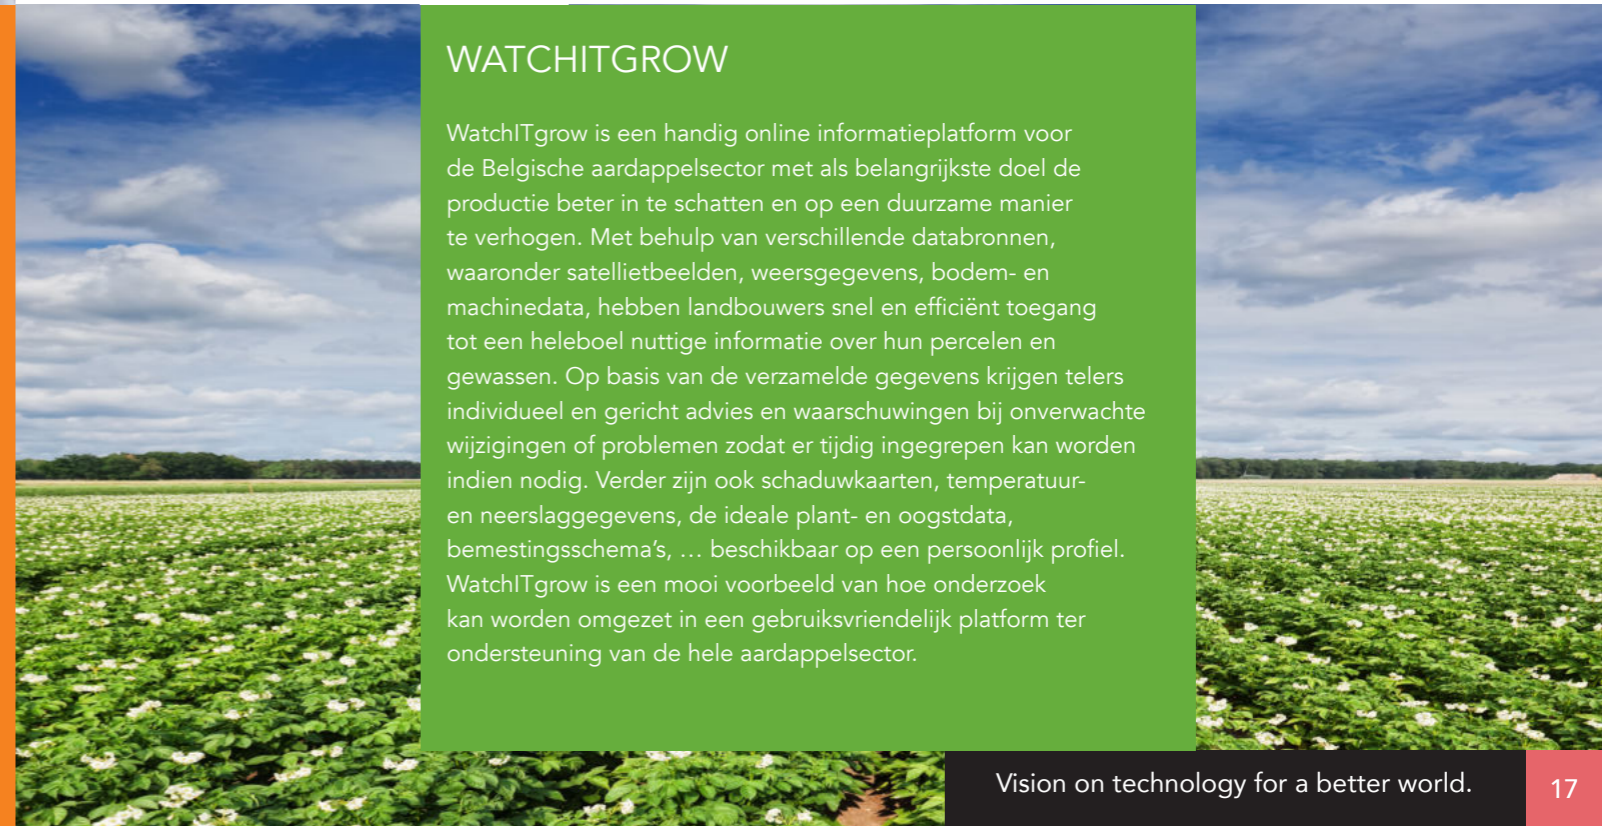 WATCHITGROW
WatchITgrow is een handig online informatieplatform voor
de Belgische aardappelsector met als belangrijkste doel de
productie beter in te schatten en op een duurzame manier
te verhogen. Met behulp van verschillende databronnen,
waaronder satellietbeelden, weersgegevens, bodem- en
machinedata, hebben landbouwers snel en efficiënt toegang
tot een heleboel nuttige informatie over hun percelen en
gewassen. Op basis van de verzamelde gegevens krijgen telers
individueel en gericht advies en waarschuwingen bij onverwachte
wijzigingen of problemen zodat er tijdig ingegrepen kan worden
indien nodig. Verder zijn ook schaduwkaarten, temperatuur-
en neerslaggegevens, de ideale plant- en oogstdata,
bemestingsschema’s, … beschikbaar op een persoonlijk profiel.
WatchITgrow is een mooi voorbeeld van hoe onderzoek
kan worden omgezet in een gebruiksvriendelijk platform ter
ondersteuning van de hele aardappelsector.
Vision on technology for a better world.
17